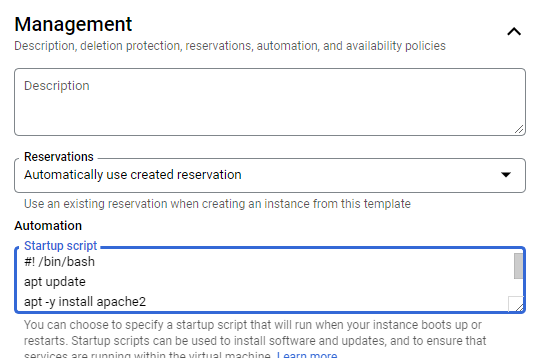 Management
Description, deletion protection, reservations, automation, and availability policies
Description
Reservations
Automatically use created reservation
Use an existing reservation when creating an instance from this template
Automation
Startup script
#! /bin/bash
apt update
apt -y install apache2
You can choose to specify a startup script that will run when your instance boots up or
restarts. Startup scripts can be used to install software and updates, and to ensure that
services are running within the virtual machine. Learn more